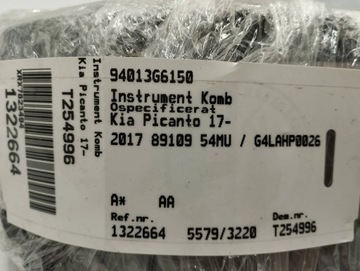 94013G6150
Instrument Komb
Ospecificerat
Kia Picanto 17-
2017 89109 54MU / G4LAHP0026
A* AA
Ref.nr. Dem.nr.
1322664 5579/3220 T254996
Instrument Komb
Kia Picanto 17-
T254996
1322664